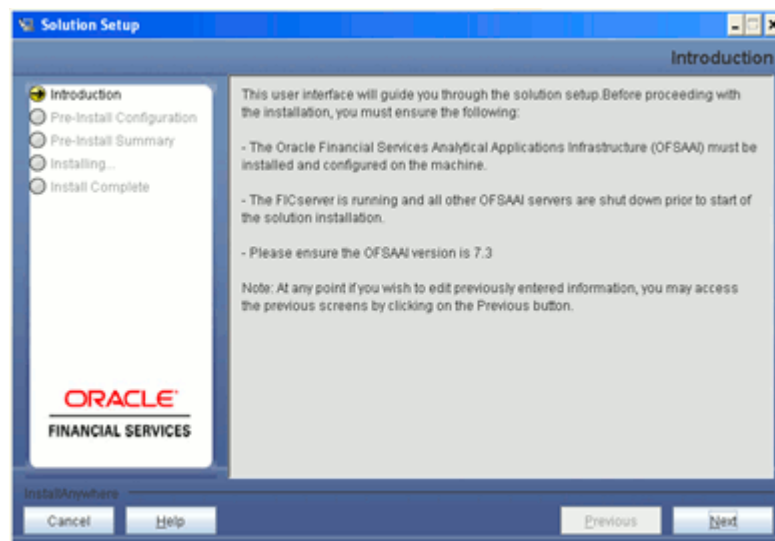 Solution Setup
Introduction
Introduction
Pre-Install Configuration
Pre-Install Summary
Installing...
Install Complete
This user interface will guide you through the solution setup.Before proceeding with
the installation, you must ensure the following:
- The Oracle Financial Services Analytical Applications Infrastructure (OFSAAI) must be
installed and configured on the machine.
- The FICserver is running and all other OFSAAI servers are shut down prior to start of
the solution installation.
- Please ensure the OFSAAI version is 7.3
Note: At any point if you wish to edit previously entered information, you may access
the previous screens by clicking on the Previous button.
ORACLE
FINANCIAL SERVICES
InstallAnywhere
Cancel
Help
Previous
Next